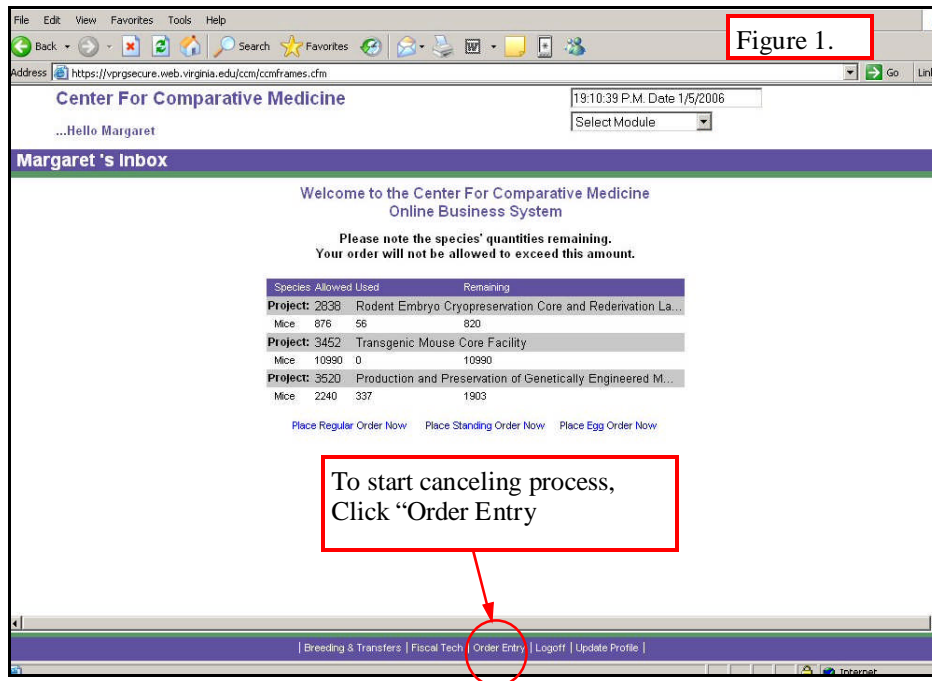 File Edit View Favorites Tools Help
Back Search Favorites
Figure 1.
Address https://vprgsecure.web.virginia.edu/ccm/ccmframes.cfm Go
Center For Comparative Medicine
19:10:39 P.M. Date 1/5/2006
...Hello Margaret
Select Module
Margaret 's Inbox
Welcome to the Center For Comparative Medicine
Online Business System
Please note the species' quantities remaining.
Your order will not be allowed to exceed this amount.
Species Allowed Used Remaining
Project: 2838 Rodent Embryo Cryopreservation Core and Rederivation La...
Mice 876 56 820
Project: 3452 Transgenic Mouse Core Facility
Mice 10990 0 10990
Project: 3520 Production and Preservation of Genetically Engineered M...
Mice 2240 337 1903
Place Regular Order Now Place Standing Order Now Place Egg Order Now
To start canceling process,
Click “Order Entry
| Breeding & Transfers | Fiscal Tech | Order Entry | Logoff | Update Profile |
Internet